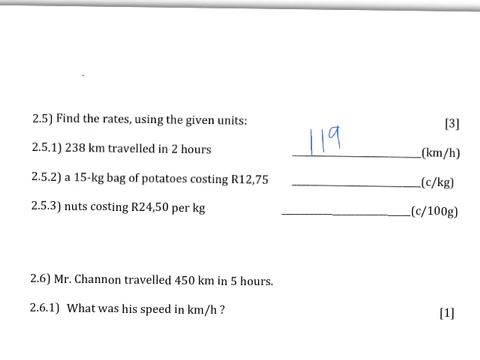 2.5) Find the rates, using the given units: [3]
2.5.1) 238 km travelled in 2 hours 119 (km/h)
2.5.2) a 15-kg bag of potatoes costing R12,75 (c/kg)
2.5.3) nuts costing R24,50 per kg (c/100g)
2.6) Mr. Channon travelled 450 km in 5 hours.
2.6.1) What was his speed in km/h ? [1]